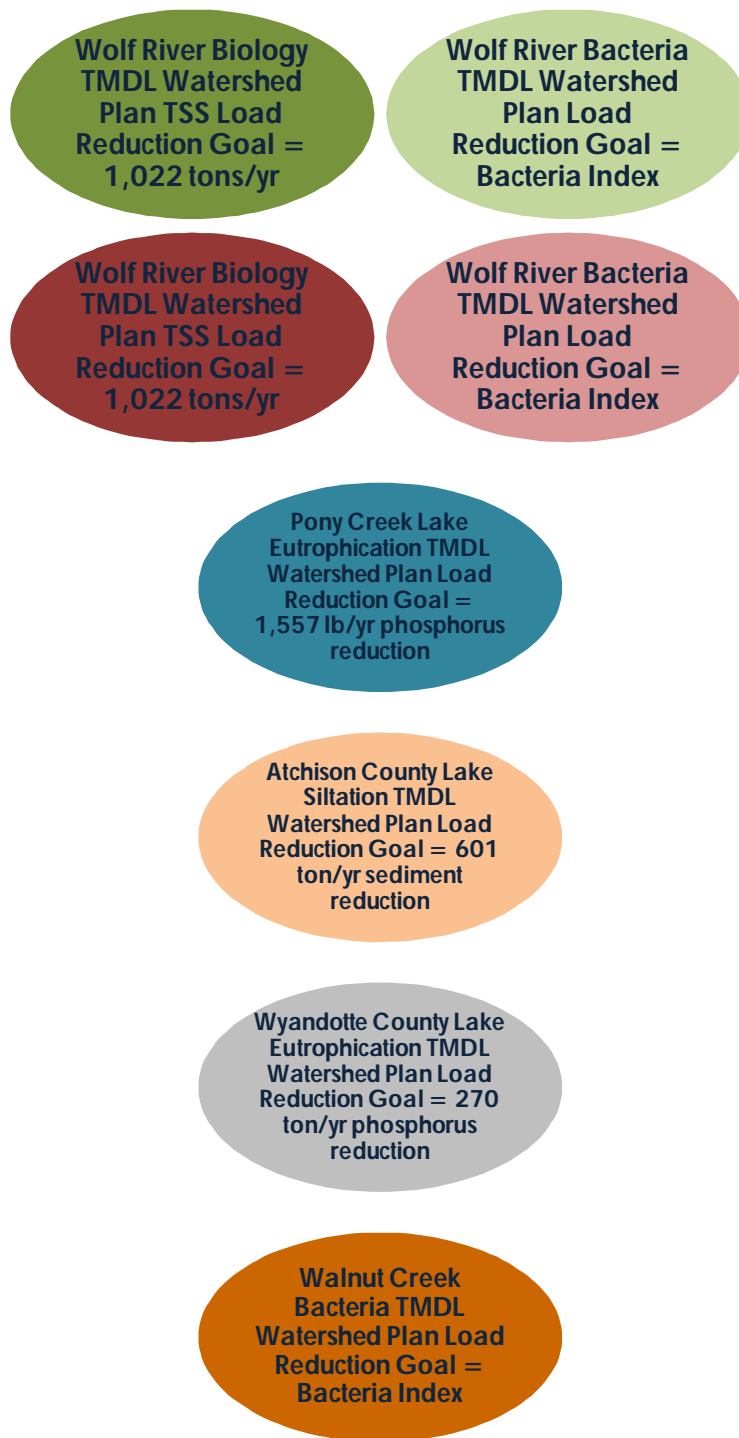 Wolf River Biology
TMDL Watershed
Plan TSS Load
Reduction Goal =
1,022 tons/yr
Wolf River Bacteria
TMDL Watershed
Plan Load
Reduction Goal =
Bacteria Index
Wolf River Biology
TMDL Watershed
Plan TSS Load
Reduction Goal =
1,022 tons/yr
Wolf River Bacteria
TMDL Watershed
Plan Load
Reduction Goal =
Bacteria Index
Pony Creek Lake
Eutrophication TMDL
Watershed Plan Load
Reduction Goal =
1,557 lb/yr phosphorus
reduction
Atchison County Lake
Siltation TMDL
Watershed Plan Load
Reduction Goal = 601
ton/yr sediment
reduction
Wyandotte County Lake
Eutrophication TMDL
Watershed Plan Load
Reduction Goal = 270
ton/yr phosphorus
reduction
Walnut Creek
Bacteria TMDL
Watershed Plan Load
Reduction Goal =
Bacteria Index